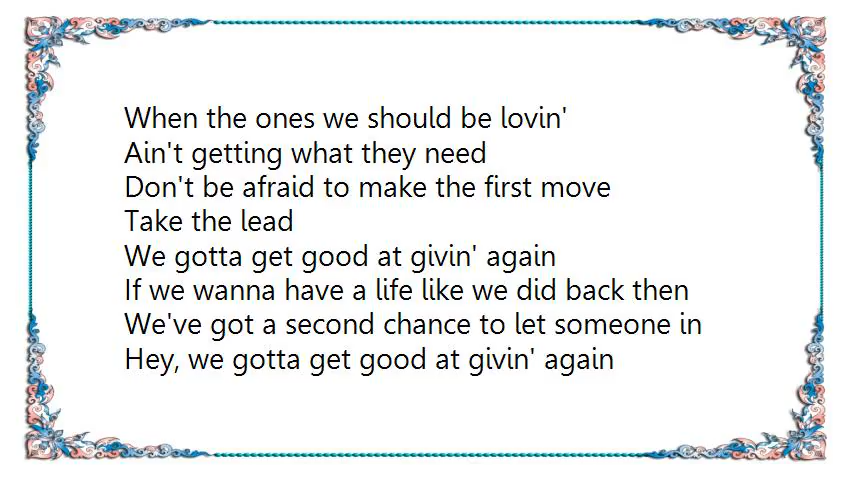 When the ones we should be lovin'
Ain't getting what they need
Don't be afraid to make the first move
Take the lead
We gotta get good at givin' again
If we wanna have a life like we did back then
We've got a second chance to let someone in
Hey, we gotta get good at givin' again